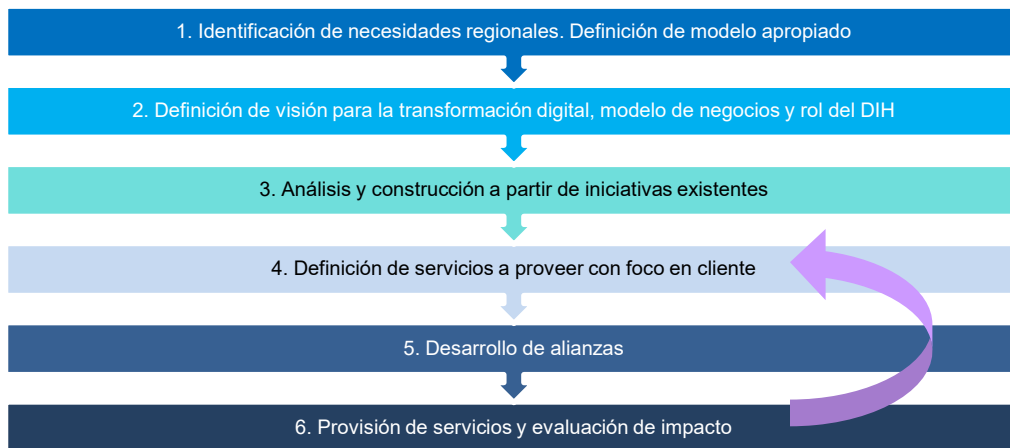 1. Identificación de necesidades regionales. Definición de modelo apropiado
2. Definición de visión para la transformación digital, modelo de negocios y rol del DIH
3. Análisis y construcción a partir de iniciativas existentes
4. Definición de servicios a proveer con foco en cliente
5. Desarrollo de alianzas
6. Provisión de servicios y evaluación de impacto